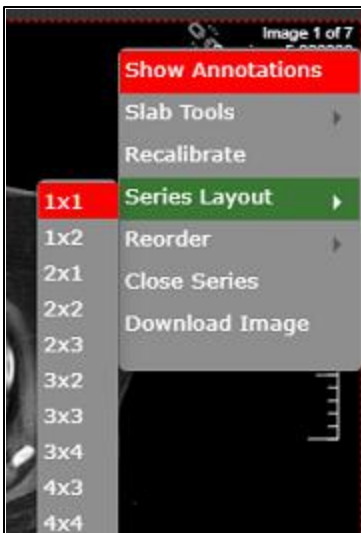 Image 1 of 7
Show Annotations
Slab Tools
Recalibrate
Series Layout
Reorder
Close Series
Download Image
1x1
1x2
2x1
2x2
2x3
3x2
3x3
3x4
4x3
4x4